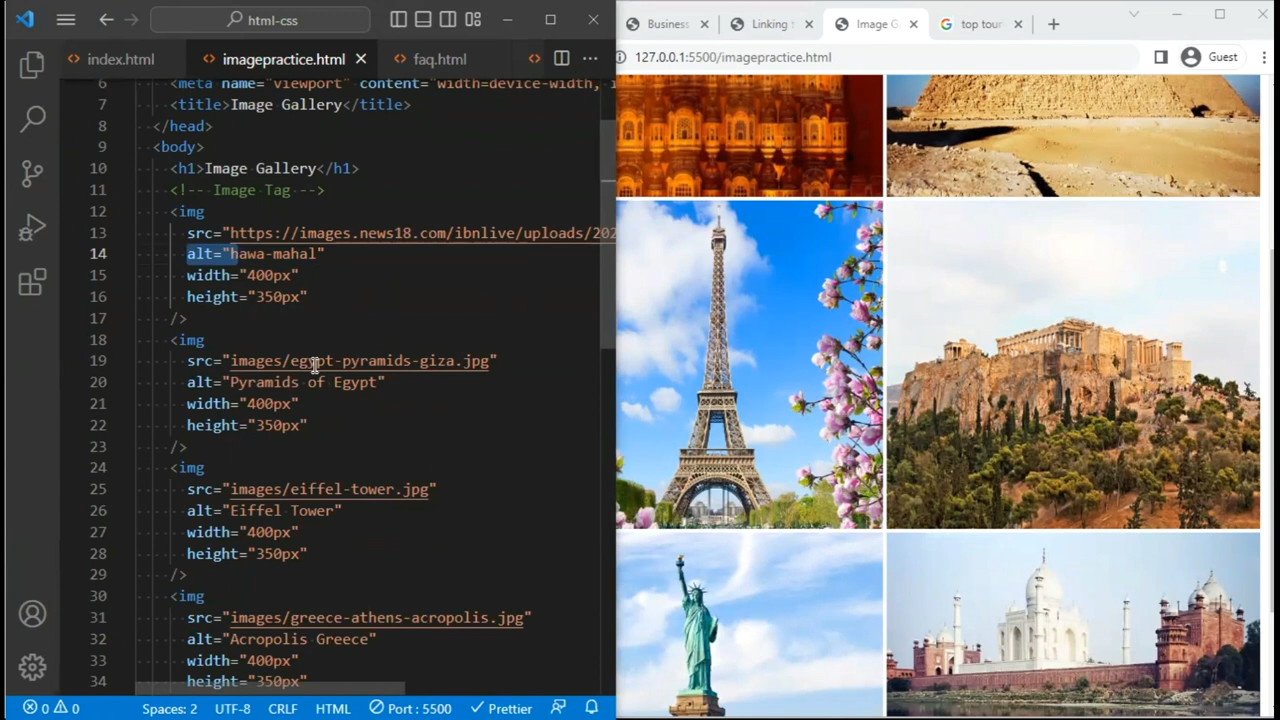 html-css
index.html
imagepractice.html
faq.html
6 <meta name="viewport" content="width=device-width, i
7 <title>Image Gallery</title>
8 </head>
9 <body>
10 <h1>Image Gallery</h1>
11 <!-- Image Tag -->
12 <img
13 src="https://images.news18.com/ibnlive/uploads/202
14 alt="hawa-mahal"
15 width="400px"
16 height="350px"
17 />
18 <img
19 src="images/egypt-pyramids-giza.jpg"
20 alt="Pyramids of Egypt"
21 width="400px"
22 height="350px"
23 />
24 <img
25 src="images/eiffel-tower.jpg"
26 alt="Eiffel Tower"
27 width="400px"
28 height="350px"
29 />
30 <img
31 src="images/greece-athens-acropolis.jpg"
32 alt="Acropolis Greece"
33 width="400px"
34 height="350px"
0 0 Spaces: 2 UTF-8 CRLF HTML Port : 5500 Prettier
Business
Linking
Image G
top tour
127.0.0.1:5500/imagepractice.html
Guest